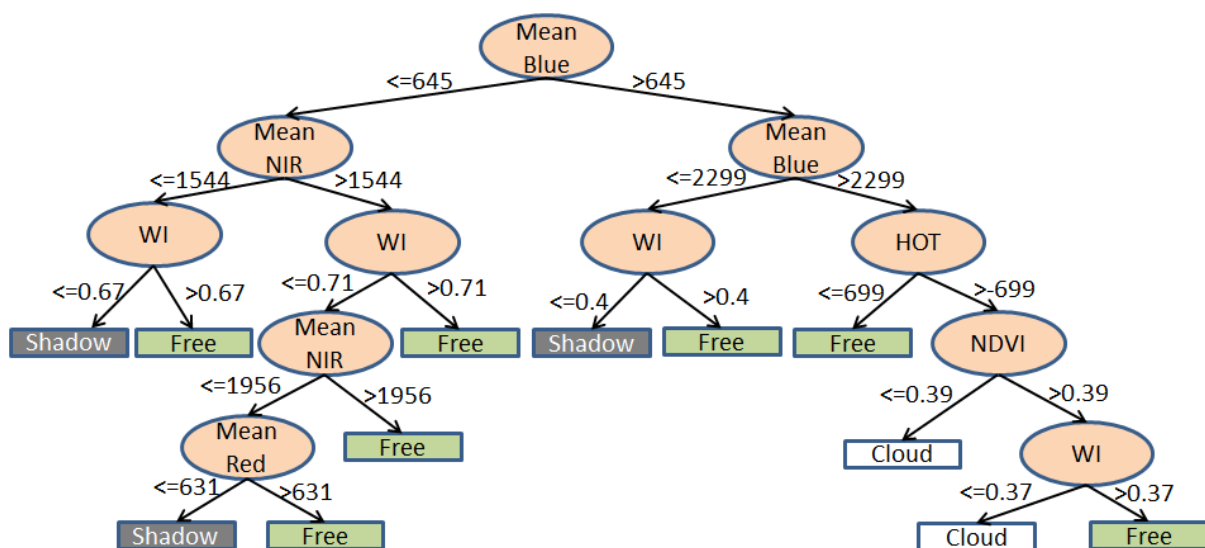 Mean
Blue
<=645
>645
Mean
NIR
Mean
Blue
<=1544
>1544
<=2299
>2299
WI
WI
WI
HOT
<=0.67
>0.67
<=0.71
>0.71
<=0.4
>0.4
<=699
>-699
Shadow
Free
Mean
NIR
Free
Shadow
Free
Free
NDVI
<=1956
>1956
<=0.39
>0.39
Mean
Red
Free
Cloud
WI
<=631
>631
<=0.37
>0.37
Shadow
Free
Cloud
Free